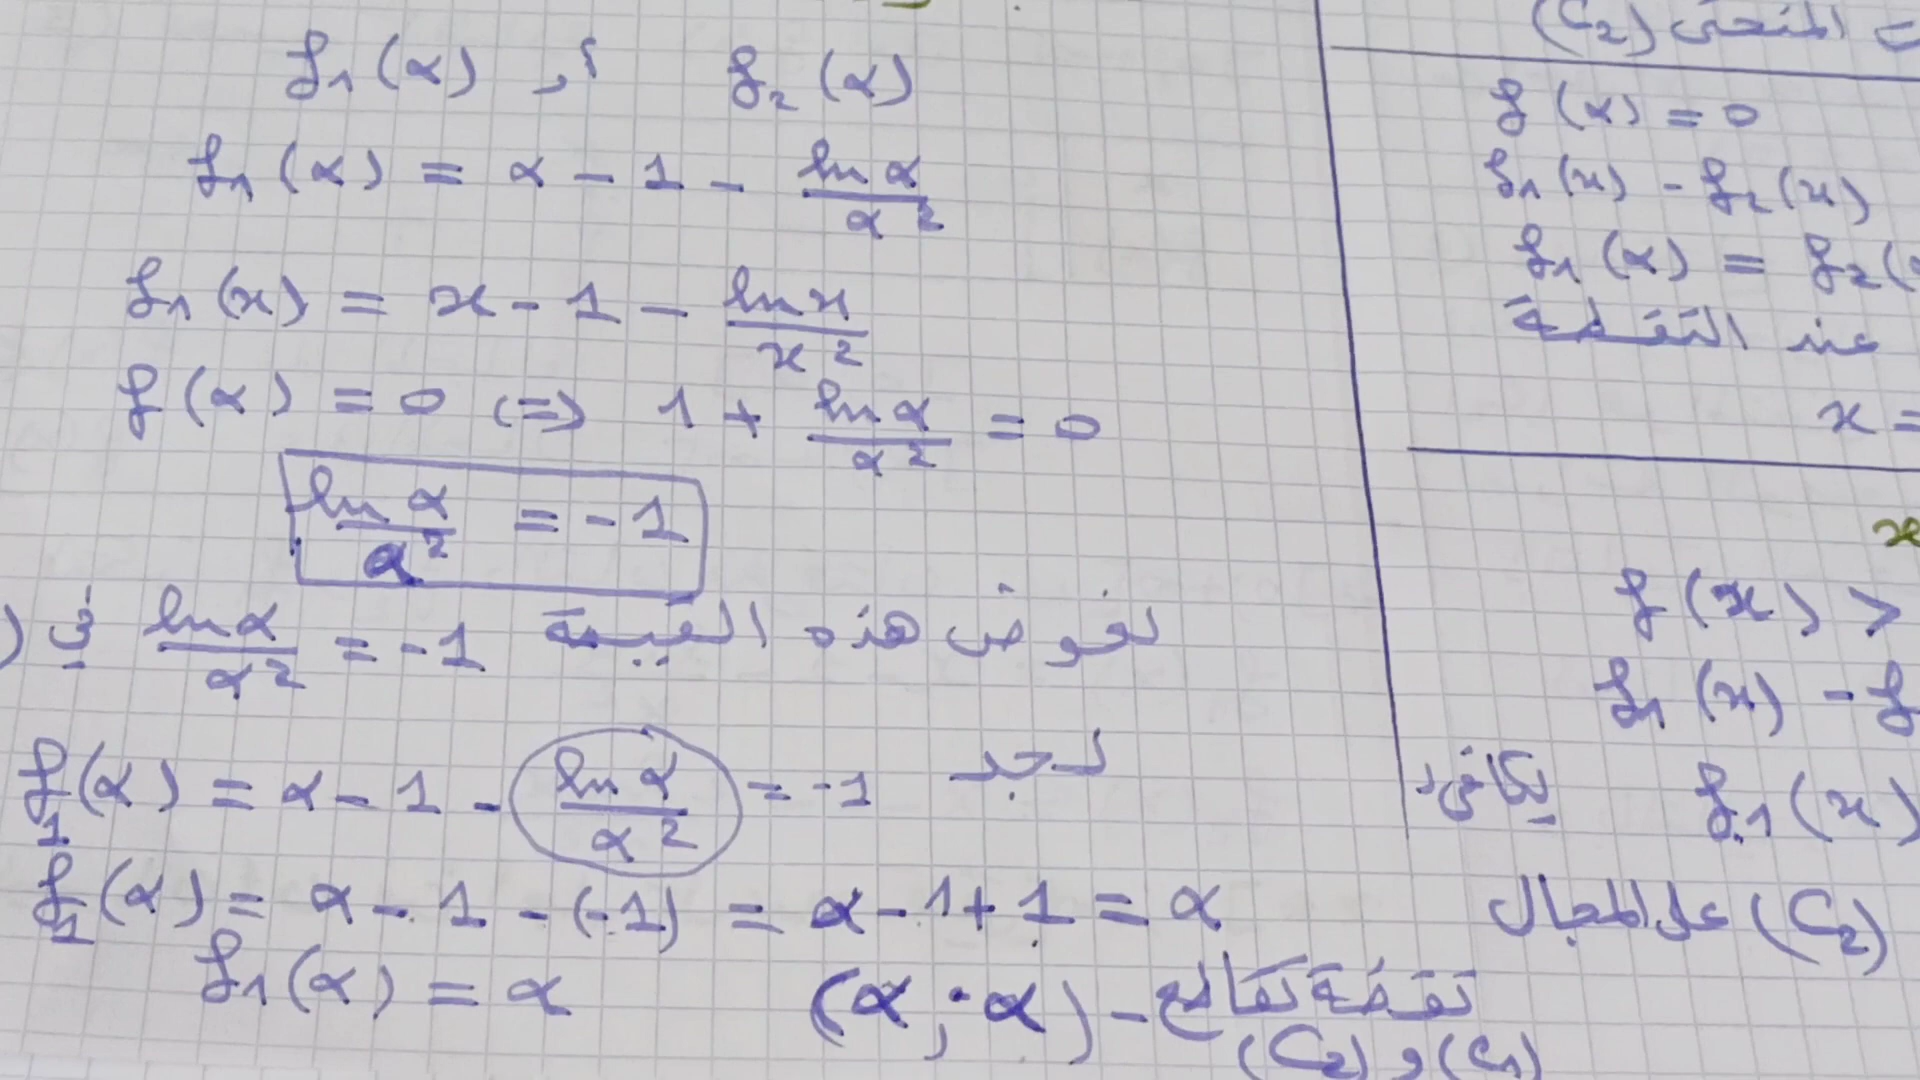 f₁(α) أو f₂(α)
f₁(α) = α - 1 - ln α / α²
f₁(x) = x - 1 - ln x / x²
f(α) = 0 ⟺ 1 + ln α / α² = 0
ln α / α² = -1
نعوض هذه القيمة ln α / α² = -1 في (
نجد f₁(α) = α - 1 - ln α / α² = -1
f₁(α) = α - 1 - (-1) = α - 1 + 1 = α
f₁(α) = α (α ; α) - نقطة تقاطع
(C₁) و (C₂)
المنحنى (C₂)
f(α) = 0
f₁(x) - f₂(x)
f₁(α) = f₂(
عند النقطة
x =
x
f(x) >
f₁(x) - f
يكافئ f₁(x)
(C₂) على المجال